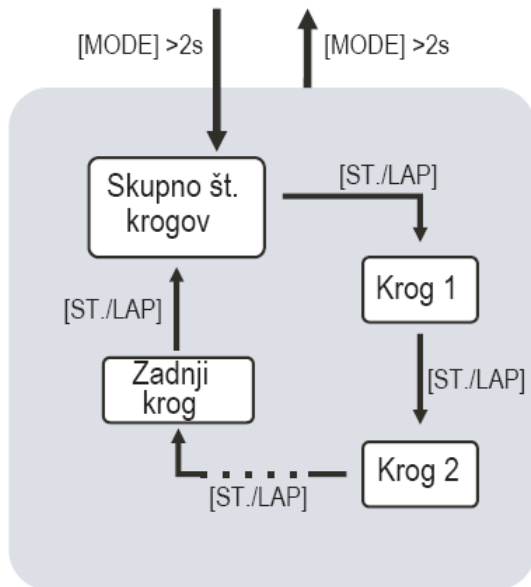 [MODE] >2s
[MODE] >2s
Skupno št.
krogov
[ST./LAP]
Krog 1
[ST./LAP]
Zadnji
krog
[ST./LAP]
Krog 2
[ST./LAP]